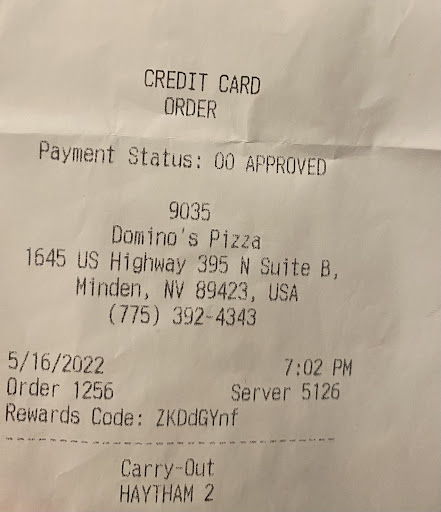 CREDIT CARD
ORDER
Payment Status: 00 APPROVED
9035
Domino's Pizza
1645 US Highway 395 N Suite B,
Minden, NV 89423, USA
(775) 392-4343
5/16/2022 7:02 PM
Order 1256 Server 5126
Rewards Code: ZKDdGYnf
Carry-Out
HAYTHAM 2